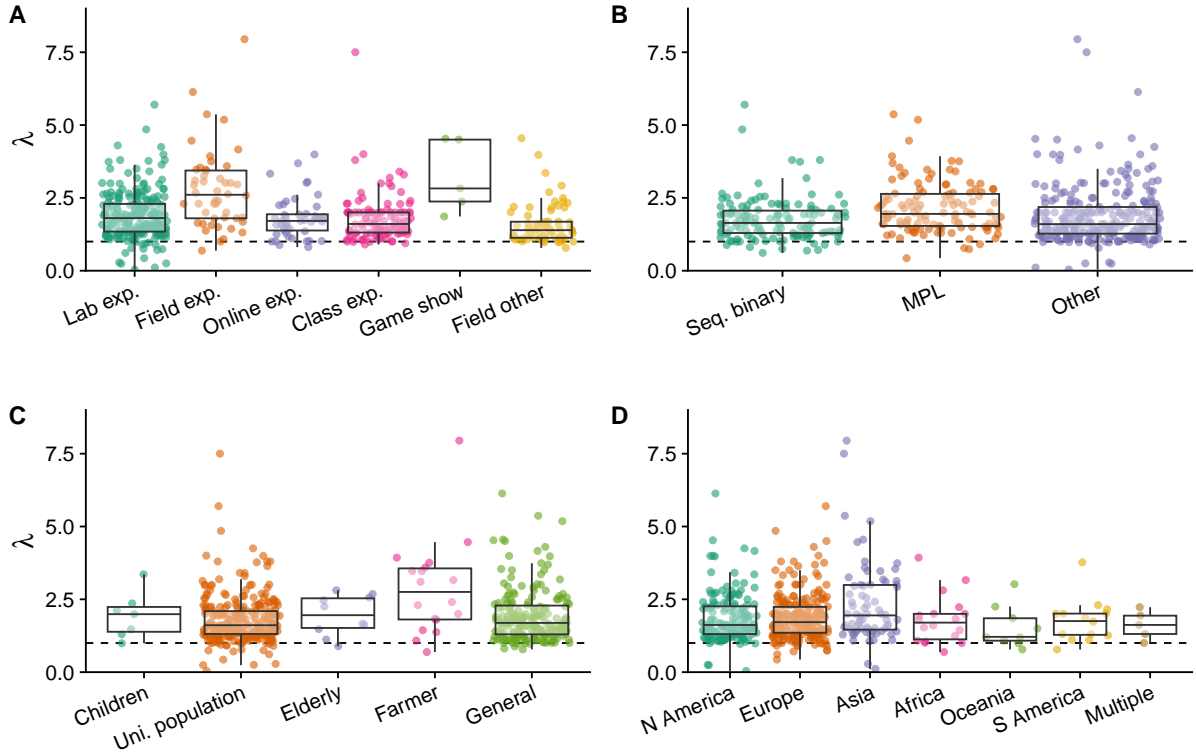 A
λ
7.5
5.0
2.5
0.0
Lab exp.
Field exp.
Online exp.
Class exp.
Game show
Field other
B
7.5
5.0
2.5
0.0
Seq. binary
MPL
Other
C
λ
7.5
5.0
2.5
0.0
Children
Uni. population
Elderly
Farmer
General
D
7.5
5.0
2.5
0.0
N America
Europe
Asia
Africa
Oceania
S America
Multiple